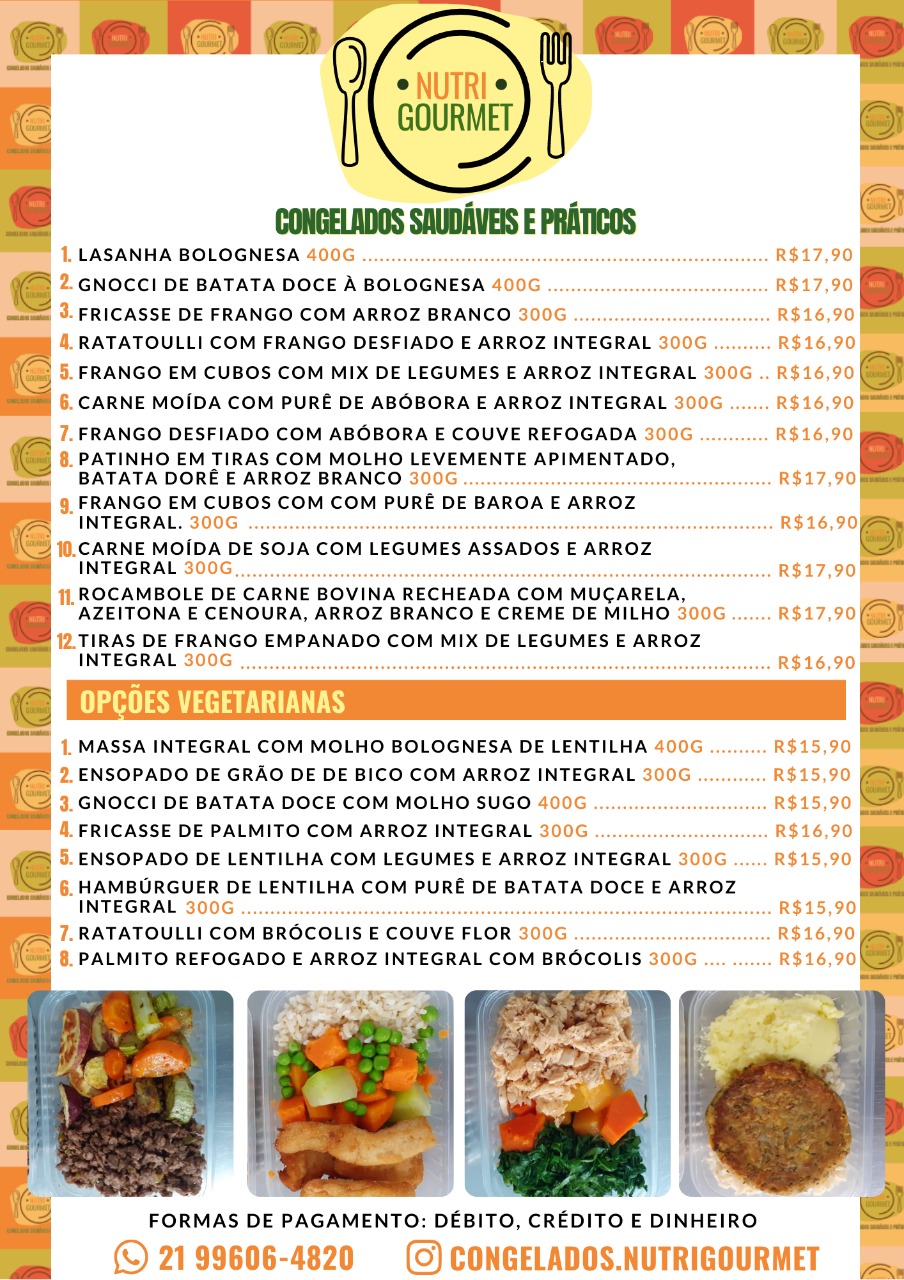 NUTRI
GOURMET
CONGELADOS SAUDÁVEIS E PRÁTICOS
1. LASANHA BOLOGNESA 400G ........................................................... R$17,90
2. GNOCCI DE BATATA DOCE À BOLOGNESA 400G ................................ R$17,90
3. FRICASSE DE FRANGO COM ARROZ BRANCO 300G ............................ R$16,90
4. RATATOULLI COM FRANGO DESFIADO E ARROZ INTEGRAL 300G ......... R$16,90
5. FRANGO EM CUBOS COM MIX DE LEGUMES E ARROZ INTEGRAL 300G .. R$16,90
6. CARNE MOÍDA COM PURÊ DE ABÓBORA E ARROZ INTEGRAL 300G ....... R$16,90
7. FRANGO DESFIADO COM ABÓBORA E COUVE REFOGADA 300G .......... R$16,90
8. PATINHO EM TIRAS COM MOLHO LEVEMENTE APIMENTADO,
BATATA DORÊ E ARROZ BRANCO 300G ............................................. R$17,90
9. FRANGO EM CUBOS COM COM PURÊ DE BAROA E ARROZ
INTEGRAL. 300G ............................................................................ R$16,90
10. CARNE MOÍDA DE SOJA COM LEGUMES ASSADOS E ARROZ
INTEGRAL 300G.............................................................................. R$17,90
11. ROCAMBOLE DE CARNE BOVINA RECHEADA COM MUÇARELA,
AZEITONA E CENOURA, ARROZ BRANCO E CREME DE MILHO 300G ....... R$17,90
12. TIRAS DE FRANGO EMPANADO COM MIX DE LEGUMES E ARROZ
INTEGRAL 300G ............................................................................. R$16,90
OPÇÕES VEGETARIANAS
1. MASSA INTEGRAL COM MOLHO BOLOGNESA DE LENTILHA 400G .......... R$15,90
2. ENSOPADO DE GRÃO DE DE BICO COM ARROZ INTEGRAL 300G ............ R$15,90
3. GNOCCI DE BATATA DOCE COM MOLHO SUGO 400G .......................... R$15,90
4. FRICASSE DE PALMITO COM ARROZ INTEGRAL 300G .......................... R$16,90
5. ENSOPADO DE LENTILHA COM LEGUMES E ARROZ INTEGRAL 300G ...... R$15,90
6. HAMBÚRGUER DE LENTILHA COM PURÊ DE BATATA DOCE E ARROZ
INTEGRAL 300G ............................................................................. R$15,90
7. RATATOULLI COM BRÓCOLIS E COUVE FLOR 300G ............................. R$16,90
8. PALMITO REFOGADO E ARROZ INTEGRAL COM BRÓCOLIS 300G .... ....... R$16,90
FORMAS DE PAGAMENTO: DÉBITO, CRÉDITO E DINHEIRO
21 99606-4820 CONGELADOS.NUTRIGOURMET